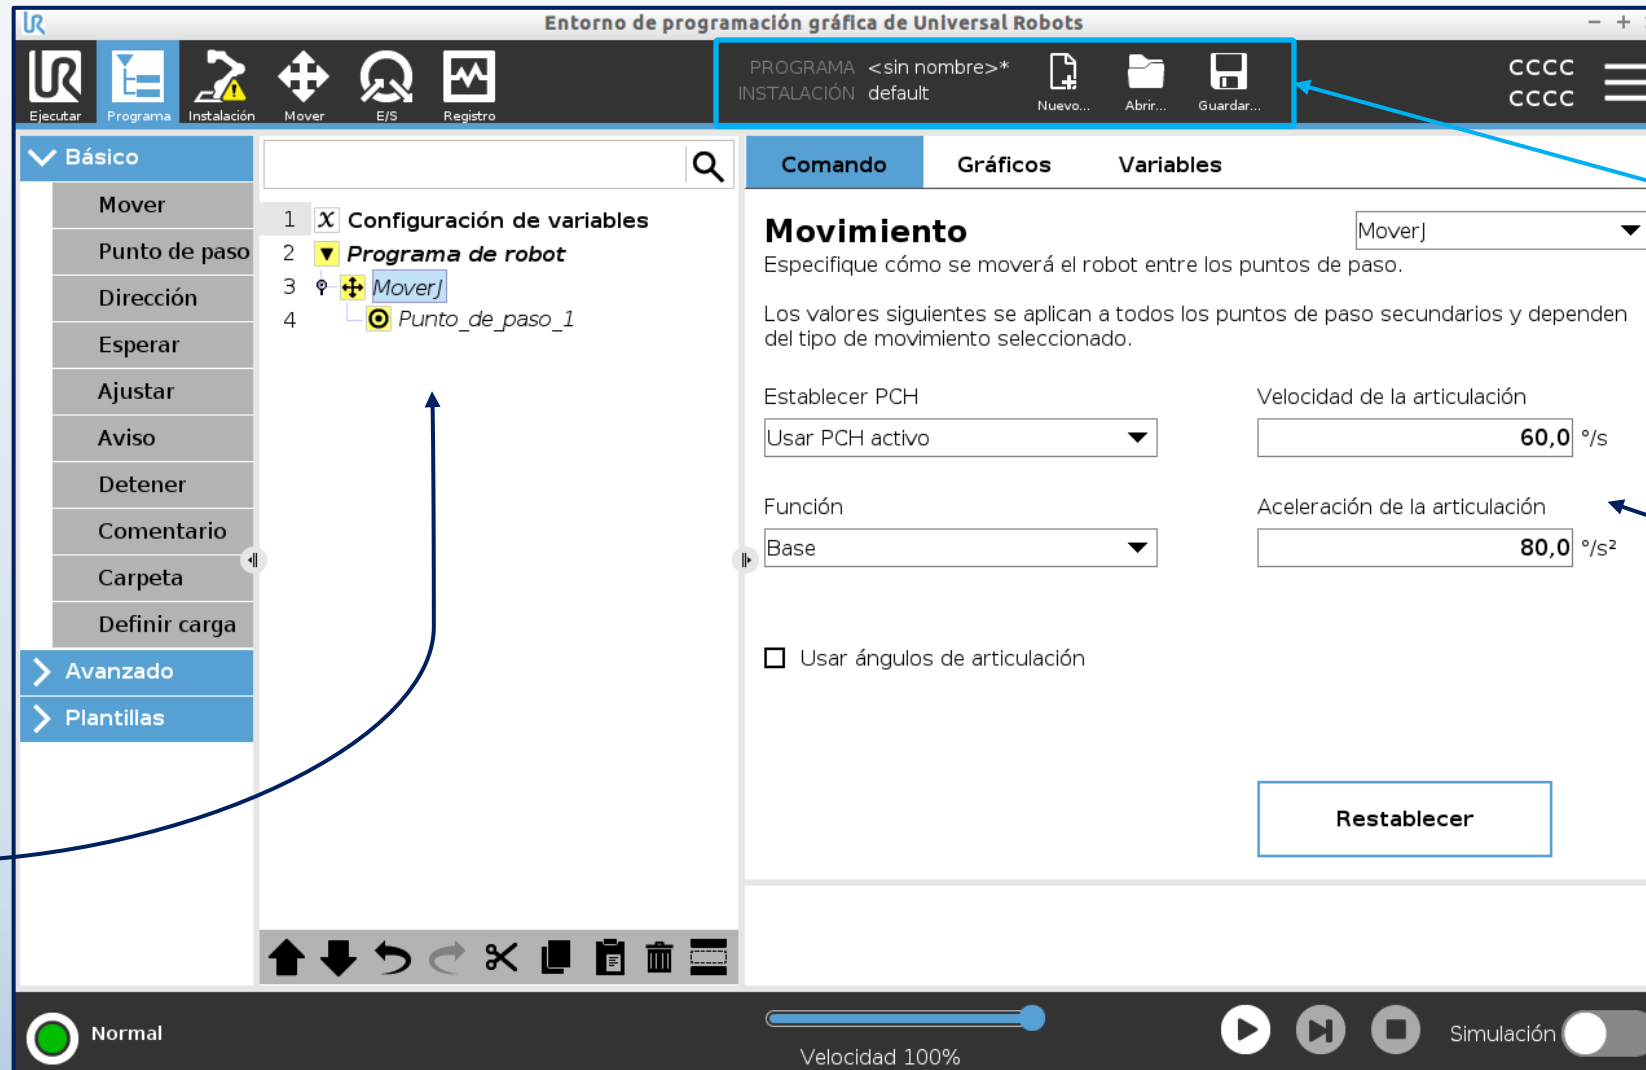 UR
Entorno de programación gráfica de Universal Robots
UR
Ejecutar
Programa
Instalación
Mover
E/S
Registro
PROGRAMA <sin nombre>*
INSTALACIÓN default
Nuevo...
Abrir...
Guardar...
CCCC
CCCC
Básico
Mover
Punto de paso
Dirección
Esperar
Ajustar
Aviso
Detener
Comentario
Carpeta
Definir carga
Avanzado
Plantillas
1 X Configuración de variables
2 Programa de robot
3 MoverJ
4 Punto_de_paso_1
Comando Gráficos Variables
Movimiento
MoverJ
Especifique cómo se moverá el robot entre los puntos de paso.
Los valores siguientes se aplican a todos los puntos de paso secundarios y dependen
del tipo de movimiento seleccionado.
Establecer PCH
Usar PCH activo
Velocidad de la articulación
60,0 °/s
Función
Base
Aceleración de la articulación
80,0 °/s²
Usar ángulos de articulación
Restablecer
Normal
Velocidad 100%
Simulación